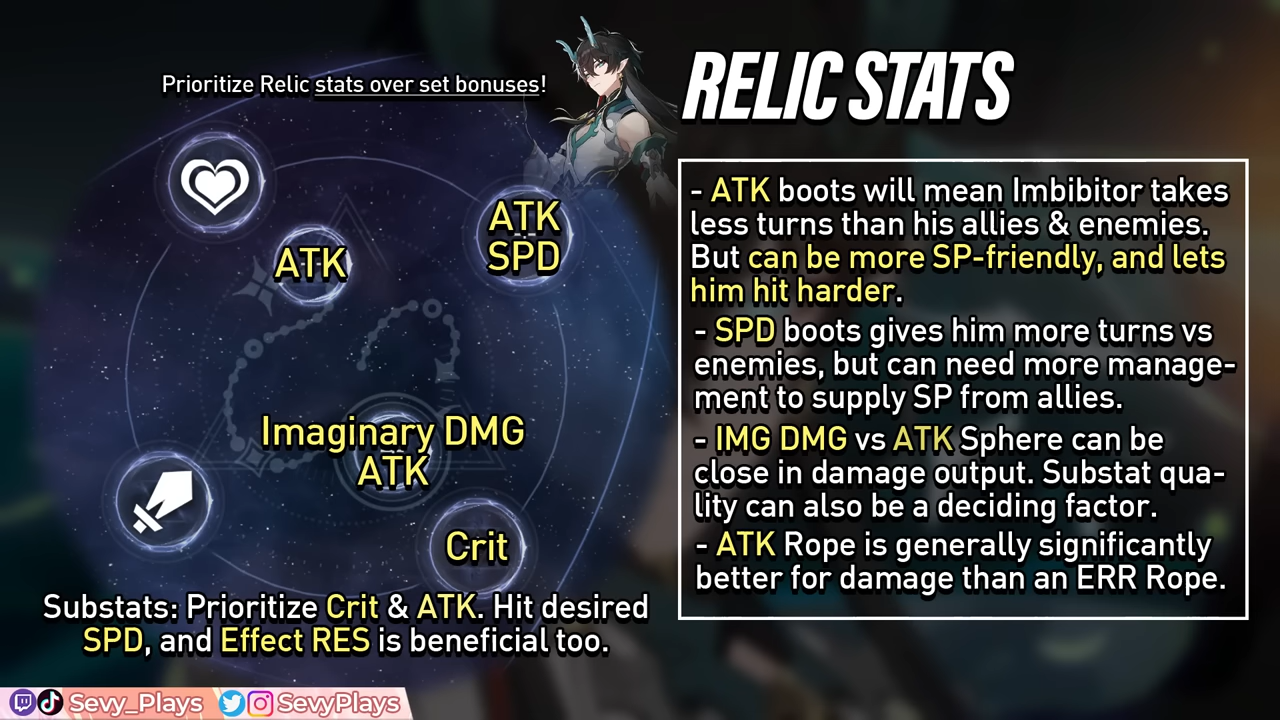 Prioritize Relic stats over set bonuses!
RELIC STATS
ATK
ATK
SPD
Imaginary DMG
ATK
Crit
Substats: Prioritize Crit & ATK. Hit desired
SPD, and Effect RES is beneficial too.
- ATK boots will mean Imbibitor takes
less turns than his allies & enemies.
But can be more SP-friendly, and lets
him hit harder.
- SPD boots gives him more turns vs
enemies, but can need more manage-
ment to supply SP from allies.
- IMG DMG vs ATK Sphere can be
close in damage output. Substat qua-
lity can also be a deciding factor.
- ATK Rope is generally significantly
better for damage than an ERR Rope.
Sevy_Plays SevyPlays